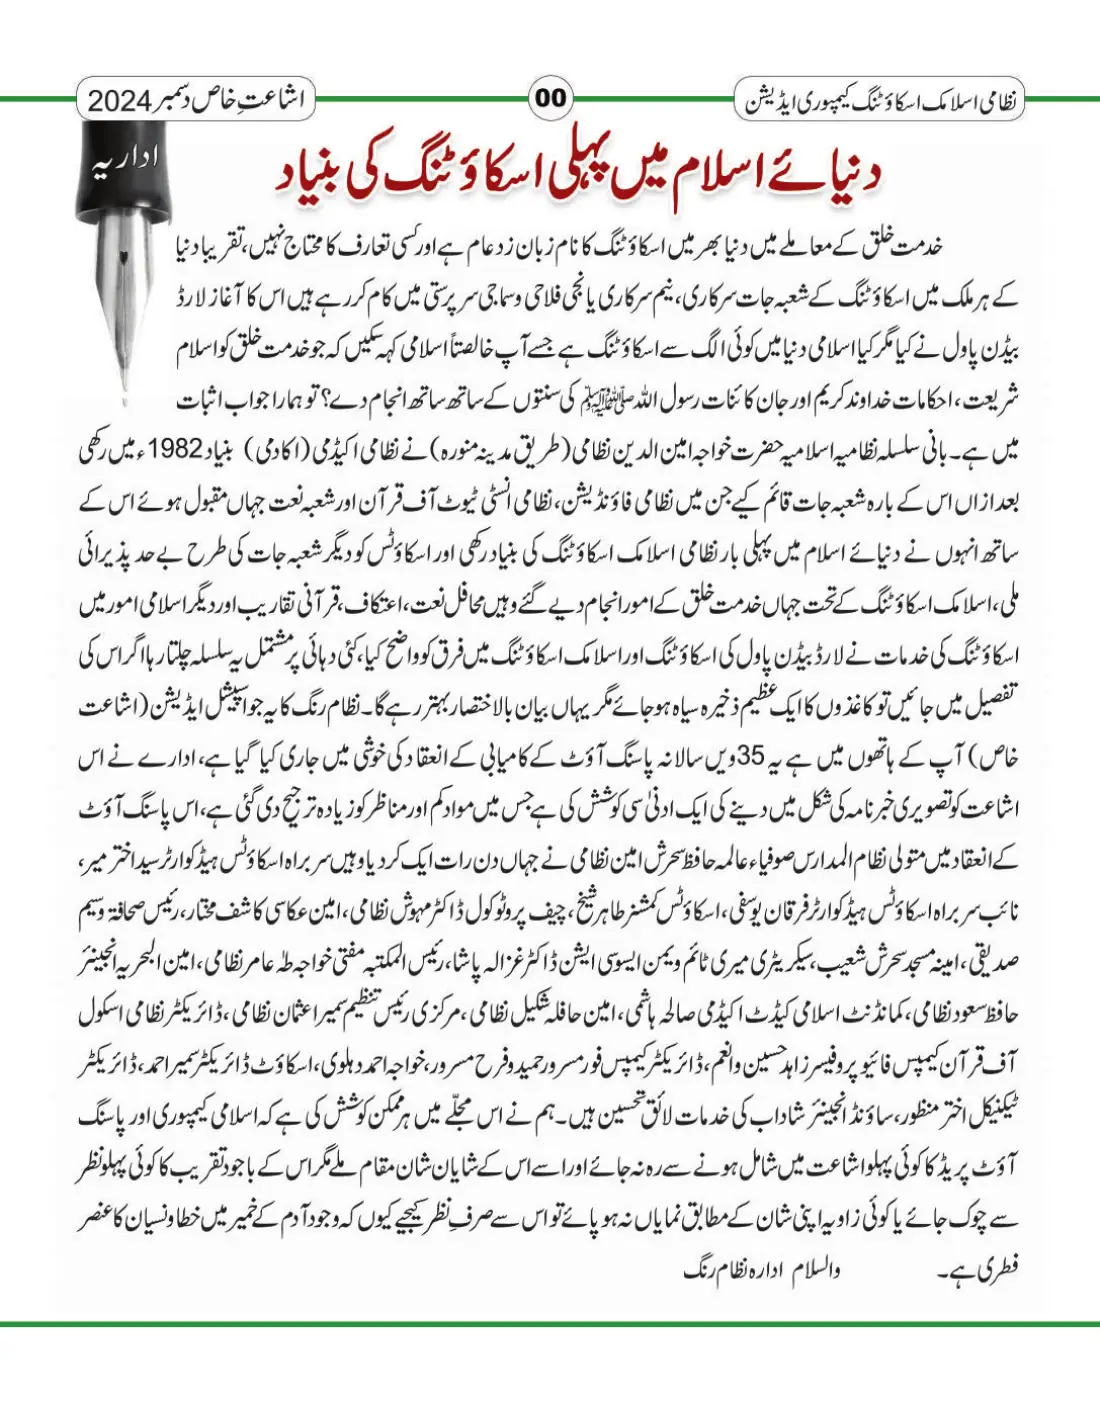 نظامی اسلامک اسکاؤٹنگ کیمپوری ایڈیشن
00
اشاعتِ خاص دسمبر 2024
اداریہ
دنیائے اسلام میں پہلی اسکاؤٹنگ کی بنیاد
خدمت خلق کے معاملے میں دنیا بھر میں اسکاؤٹنگ کا نام زبان زد عام ہے اور کسی تعارف کا محتاج نہیں، تقریبا دنیا
کے ہر ملک میں اسکاؤٹنگ کے شعبہ جات سرکاری، نیم سرکاری یا نجی فلاحی وسماجی سرپرستی میں کام کر رہے ہیں اس کا آغاز لارڈ
بیڈن پاول نے کیا مگر کیا اسلامی دنیا میں کوئی الگ سے اسکاؤٹنگ ہے جسے آپ خالصتاً اسلامی کہہ سکیں کہ جو خدمت خلق کو اسلام
شریعت، احکامات خداوند کریم اور جان کائنات رسول اللہ ﷺ کی سنتوں کے ساتھ ساتھ انجام دے؟ تو ہمارا جواب اثبات
میں ہے۔ بانی سلسلہ نظامیہ اسلامیہ حضرت خواجہ امین الدین نظامی (طریق مدینہ منورہ) نے نظامی اکیڈمی (اکادمی) بنیاد 1982ء میں رکھی
بعد ازاں اس کے بارہ شعبہ جات قائم کیے جن میں نظامی فاؤنڈیشن، نظامی انسٹی ٹیوٹ آف قرآن اور شعبہ نعت جہاں مقبول ہوئے اس کے
ساتھ انہوں نے دنیائے اسلام میں پہلی بار نظامی اسلامک اسکاؤٹنگ کی بنیاد رکھی اور اسکاؤٹس کو دیگر شعبہ جات کی طرح بے حد پذیرائی
ملی، اسلامک اسکاؤٹنگ کے تحت جہاں خدمت خلق کے امور انجام دیے گئے وہیں محافل نعت، اعتکاف، قرآنی تقاریب اور دیگر اسلامی امور میں
اسکاؤٹنگ کی خدمات نے لارڈ بیڈن پاول کی اسکاؤٹنگ اور اسلامک اسکاؤٹنگ میں فرق کو واضح کیا، کئی دہائی پر مشتمل یہ سلسلہ چلتا رہا اگر اس کی
تفصیل میں جائیں تو کاغذوں کا ایک عظیم ذخیرہ سیاہ ہو جائے مگر یہاں بیان بالاختصار بہتر رہے گا۔ نظام رنگ کا یہ جو اسپیشل ایڈیشن (اشاعت
خاص) آپ کے ہاتھوں میں ہے یہ 35ویں سالانہ پاسنگ آؤٹ کے کامیابی کے انعقاد کی خوشی میں جاری کیا گیا ہے، ادارے نے اس
اشاعت کو تصویری خبرنامہ کی شکل میں دینے کی ایک ادنیٰ سی کوشش کی ہے جس میں مواد کم اور مناظر کو زیادہ ترجیح دی گئی ہے، اس پاسنگ آؤٹ
کے انعقاد میں متولی نظام المدارس صوفیاء عالمہ حافظ سحرش امین نظامی نے جہاں دن رات ایک کر دیا وہیں سربراہ اسکاؤٹس ہیڈ کوارٹر سید اختر میر،
نائب سربراہ اسکاؤٹس ہیڈ کوارٹر فرقان یوسفی، اسکاؤٹس کمشنر طاہر شیخ، چیف پروٹوکول ڈاکٹر مہوش نظامی، امین عکاسی کاشف مختار، رئیس صحافۃ وسیم
صدیقی، امینہ مسجد سحرش شعیب، سیکریٹری میری ٹائم ویمن ایسوسی ایشن ڈاکٹر غزالہ پاشا، رئیس المکتبہ مفتی خواجہ طہٰ عامر نظامی، امین البحریہ انجینئر
حافظ سعود نظامی، کمانڈنٹ اسلامی کیڈٹ اکیڈمی صالحہ ہاشمی، امین حافلہ شکیل نظامی، مرکزی رئیس تنظیم سمیرا عثمان نظامی، ڈائریکٹر نظامی اسکول
آف قرآن کیمپس فائیو پروفیسر زاہد حسین وانعم، ڈائریکٹر کیمپس فور مسرور حمید وفرح مسرور، خواجہ احمد دہلوی، اسکاؤٹ ڈائریکٹر سمیر احمد، ڈائریکٹر
ٹیکنیکل اختر منظور، ساؤنڈ انجینئر شاداب کی خدمات لائق تحسین ہیں۔ ہم نے اس مجلّے میں ہر ممکن کوشش کی ہے کہ اسلامی کیمپوری اور پاسنگ
آؤٹ پریڈ کا کوئی پہلو اشاعت میں شامل ہونے سے رہ نہ جائے اور اسے اس کے شایان شان مقام ملے مگر اس کے باجود تقریب کا کوئی پہلو نظر
سے چوک جائے یا کوئی زاویہ اپنی شان کے مطابق نمایاں نہ ہو پائے تو اس سے صرفِ نظر کیجیے کیوں کہ وجود آدم کے خمیر میں خطا ونسیان کا عنصر
فطری ہے۔ والسلام ادارہ نظام رنگ